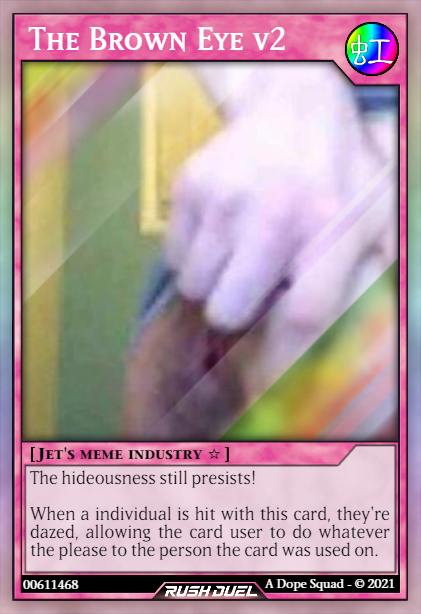 The Brown Eye v2
虹
[Jet's meme industry ☆ ]
The hideousness still presists!
When a individual is hit with this card, they're
dazed, allowing the card user to do whatever
the please to the person the card was used on.
00611468
RUSH DUEL
A Dope Squad - © 2021